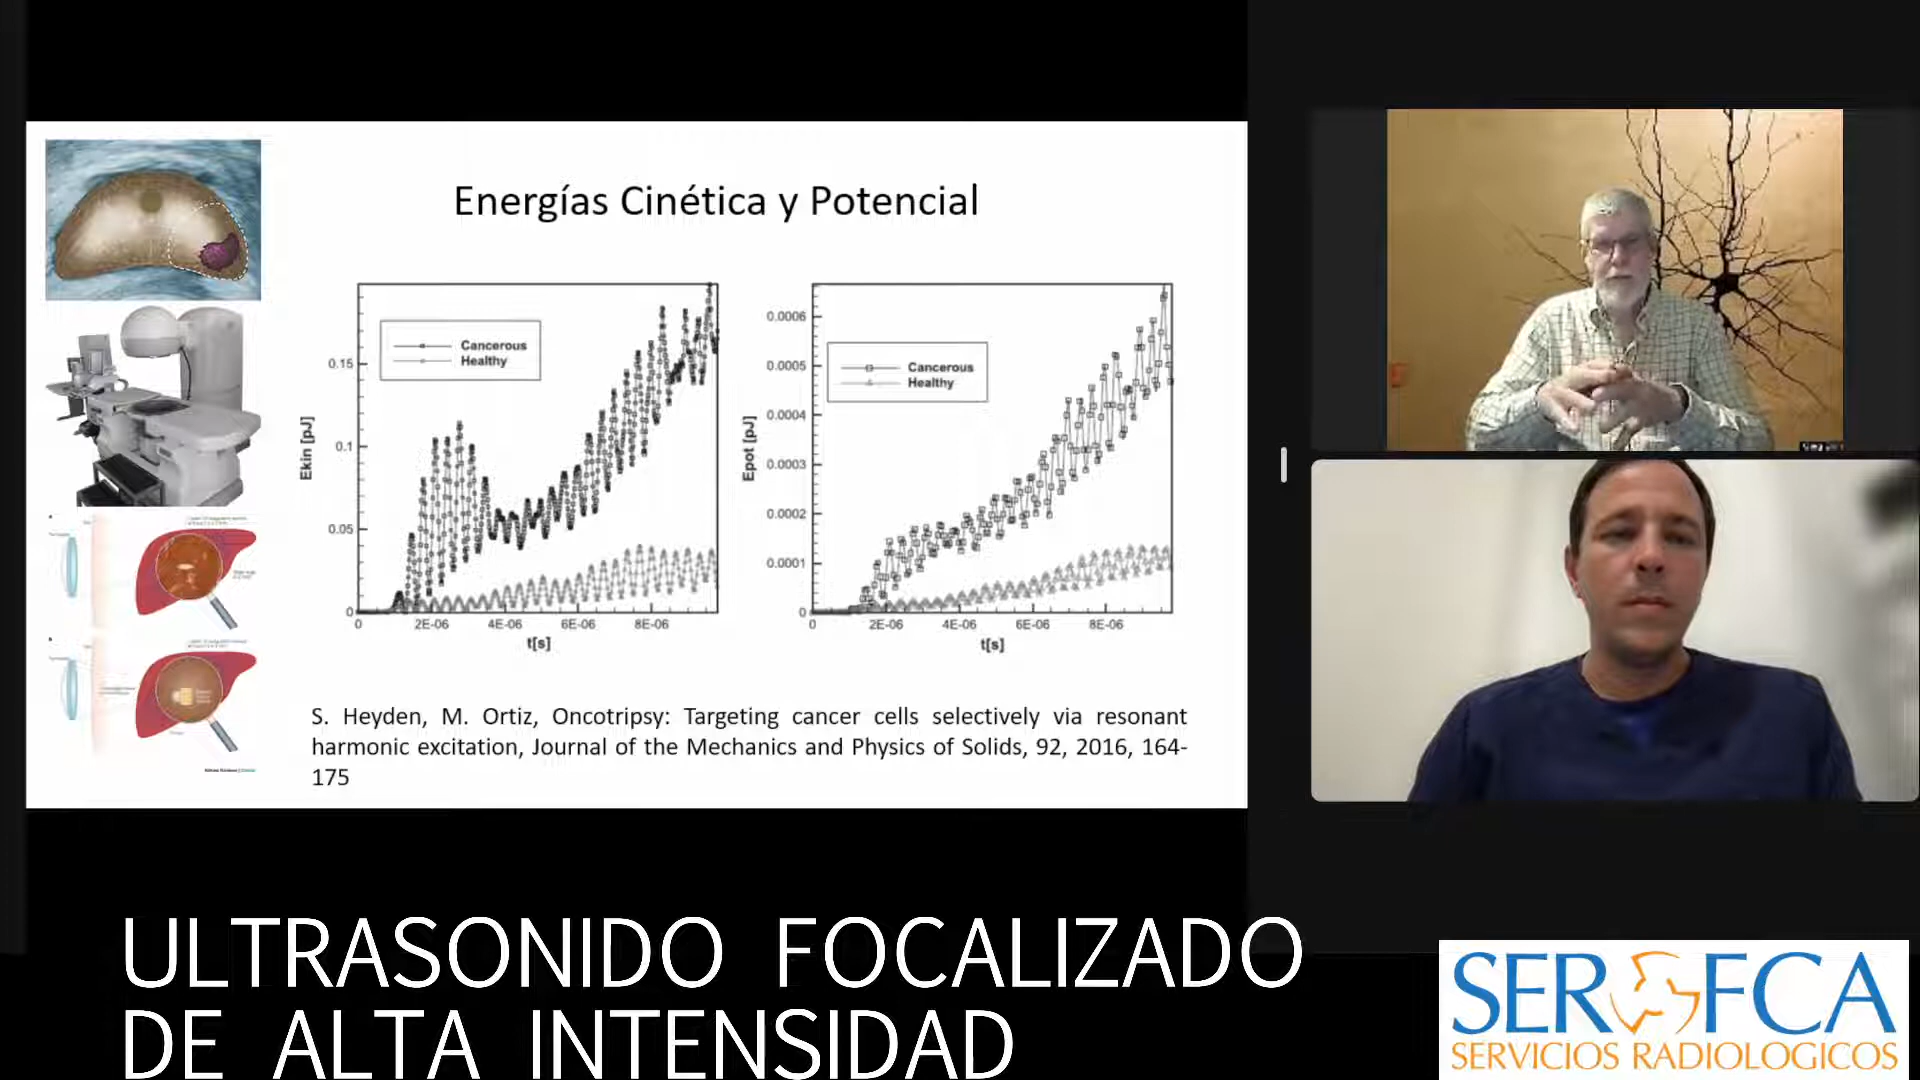 Energías Cinética y Potencial
Cancerous
Healthy
0.15
0.1
0.05
0
Ekin [pJ]
0
2E-06
4E-06
6E-06
8E-06
t[s]
Cancerous
Healthy
0.0006
0.0005
0.0004
0.0003
0.0002
0.0001
0
Epot [pJ]
0
2E-06
4E-06
6E-06
8E-06
t[s]
S. Heyden, M. Ortiz, Oncotripsy: Targeting cancer cells selectively via resonant
harmonic excitation, Journal of the Mechanics and Physics of Solids, 92, 2016, 164-
175
ULTRASONIDO FOCALIZADO
DE ALTA INTENSIDAD
SEROFCA
SERVICIOS RADIOLOGICOS